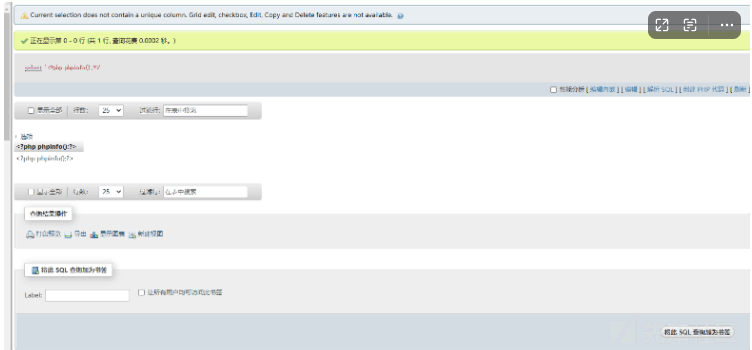 Current selection does not contain a unique column. Grid edit, checkbox, Edit, Copy and Delete features are not available.
正在显示第 0 - 0 行 (共 1 行, 查询花费 0.0002 秒。)
select '<?php phpinfo();?>'
[编辑内嵌] [编辑] [解析 SQL] [创建 PHP 代码] [刷新]
显示全部 行数: 25 过滤行: 在表中搜索
+ 选项
<?php phpinfo();?>
<?php phpinfo();?>
显示全部 行数: 25 过滤行: 在表中搜索
查询结果操作
打印预览 导出 显示图表 新建视图
将此 SQL 查询加为书签
Label: 让所有用户均可访问此书签
将此 SQL 查询加为书签